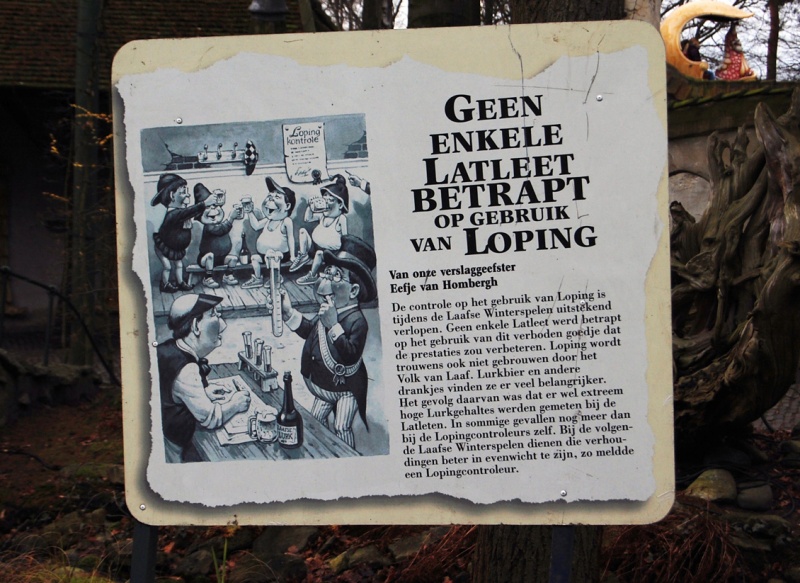 Loping
kontrole
GEEN
ENKELE
LATLEET
BETRAPT
OP GEBRUIK
VAN LOPING
Van onze verslaggeefster
Eefje van Hombergh
De controle op het gebruik van Loping is
tijdens de Laafse Winterspelen uitstekend
verlopen. Geen enkele Latleet werd betrapt
op het gebruik van dit verboden goedje dat
de prestaties zou verbeteren. Loping wordt
trouwens ook niet gebrouwen door het
Volk van Laaf. Lurkbier en andere
drankjes vinden ze er veel belangrijker.
Het gevolg daarvan was dat er wel extreem
hoge Lurkgehaltes werden gemeten bij de
Latleten. In sommige gevallen nog meer dan
bij de Lopingcontroleurs zelf. Bij de volgen-
de Laafse Winterspelen dienen die verhou-
dingen beter in evenwicht te zijn, zo meldde
een Lopingcontroleur.
LURK